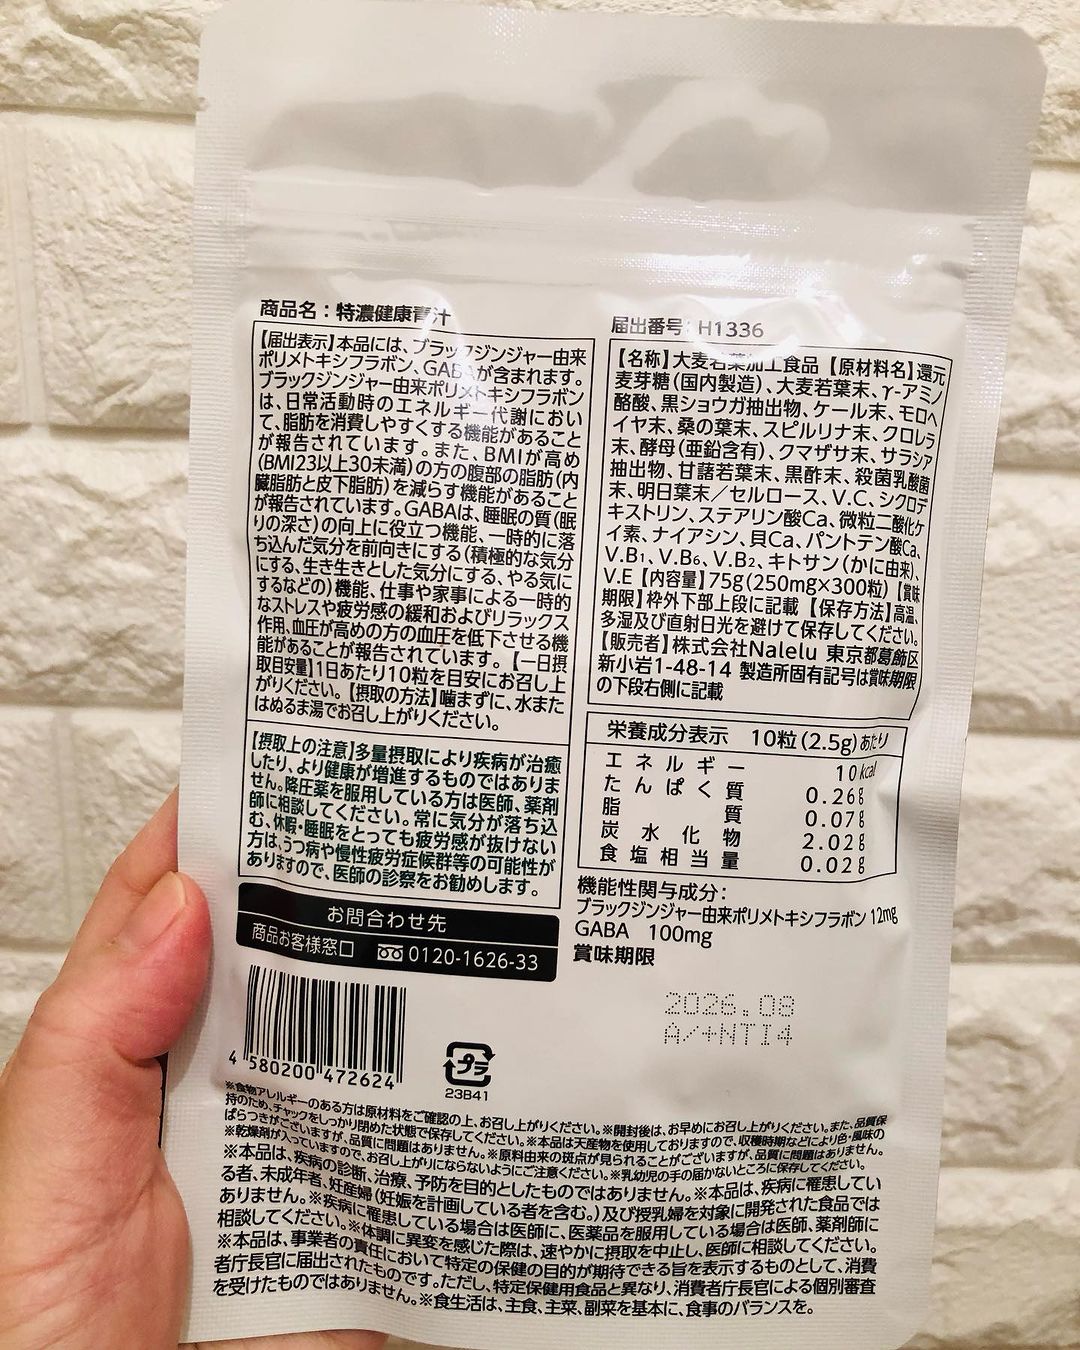 商品名：特濃健康青汁
【届出表示】本品には、ブラックジンジャー由来
ポリメトキシフラボン、GABAが含まれます。
ブラックジンジャー由来ポリメトキシフラボン
は、日常活動時のエネルギー代謝におい
て、脂肪を消費しやすくする機能があること
が報告されています。また、BMIが高め
(BMI23以上30未満)の方の腹部の脂肪(内
臓脂肪と皮下脂肪)を減らす機能があること
が報告されています。GABAは、睡眠の質(眠
りの深さ)の向上に役立つ機能、一時的に落
ち込んだ気分を前向きにする(積極的な気分
にする、生き生きとした気分にする、やる気に
するなどの)機能、仕事や家事による一時的
なストレスや疲労感の緩和およびリラックス
作用、血圧が高めの方の血圧を低下させる機
能があることが報告されています。【一日摂
取目安量】1日あたり10粒を目安にお召し上
がりください。【摂取の方法】噛まずに、水また
はぬるま湯でお召し上がりください。
【摂取上の注意】多量摂取により疾病が治癒
したり、より健康が増進するものではありま
せん。降圧薬を服用している方は医師、薬剤
師に相談してください。常に気分が落ち込
む、休暇・睡眠をとっても疲労感が抜けない
方は、うつ病や慢性疲労症候群等の可能性が
ありますので、医師の診察をお勧めします。
お問合わせ先
商品お客様窓口 0120-1626-33
4 580200 472624
プラ
23B41
届出番号：H1336
【名称】大麦若葉加工食品【原材料名】還元
麦芽糖(国内製造)、大麦若葉末、γ-アミノ
酪酸、黒ショウガ抽出物、ケール末、モロヘ
イヤ末、桑の葉末、スピルリナ末、クロレラ
末、酵母(亜鉛含有)、クマザサ末、サラシア
抽出物、甘藷若葉末、黒酢末、殺菌乳酸菌
末、明日葉末／セルロース、V.C、シクロデ
キストリン、ステアリン酸Ca、微粒二酸化ケ
イ素、ナイアシン、貝Ca、パントテン酸Ca、
V.B1、V.B6、V.B2、キトサン(かに由来)、
V.E【内容量】75g(250mg×300粒)【賞味
期限】枠外下部上段に記載【保存方法】高温、
多湿及び直射日光を避けて保存してください。
【販売者】株式会社Nalelu 東京都葛飾区
新小岩1-48-14 製造所固有記号は賞味期限
の下段右側に記載
栄養成分表示 10粒(2.5g)あたり
エネルギー 10kcal
たんぱく質 0.26g
脂質 0.07g
炭水化物 2.02g
食塩相当量 0.02g
機能性関与成分：
ブラックジンジャー由来ポリメトキシフラボン 12mg
GABA 100mg
賞味期限
2026.08
A/+NTI4
※食物アレルギーのある方は原材料をご確認の上、お召し上がりください。※開封後は、お早めにお召し上がりください。また、品質保
持のため、チャックをしっかり閉めた状態で保存してください。※本品は天産物を使用しておりますので、収穫時期などにより色・風味の
ばらつきがございますが、品質に問題はありません。※原料由来の斑点が見られることがございますが、品質に問題はありません。
※乾燥剤が入っていますので、お召し上がりにならないようにご注意ください。※乳幼児の手の届かないところに保存してください。
※本品は、疾病の診断、治療、予防を目的としたものではありません。※本品は、疾病に罹患してい
る者、未成年者、妊産婦(妊娠を計画している者を含む。)及び授乳婦を対象に開発された食品では
ありません。※疾病に罹患している場合は医師に、医薬品を服用している場合は医師、薬剤師に
相談してください。※体調に異変を感じた際は、速やかに摂取を中止し、医師に相談してください。
※本品は、事業者の責任において特定の保健の目的が期待できる旨を表示するものとして、消費
者庁長官に届出されたものです。ただし、特定保健用食品と異なり、消費者庁長官による個別審査
を受けたものではありません。※食生活は、主食、主菜、副菜を基本に、食事のバランスを。